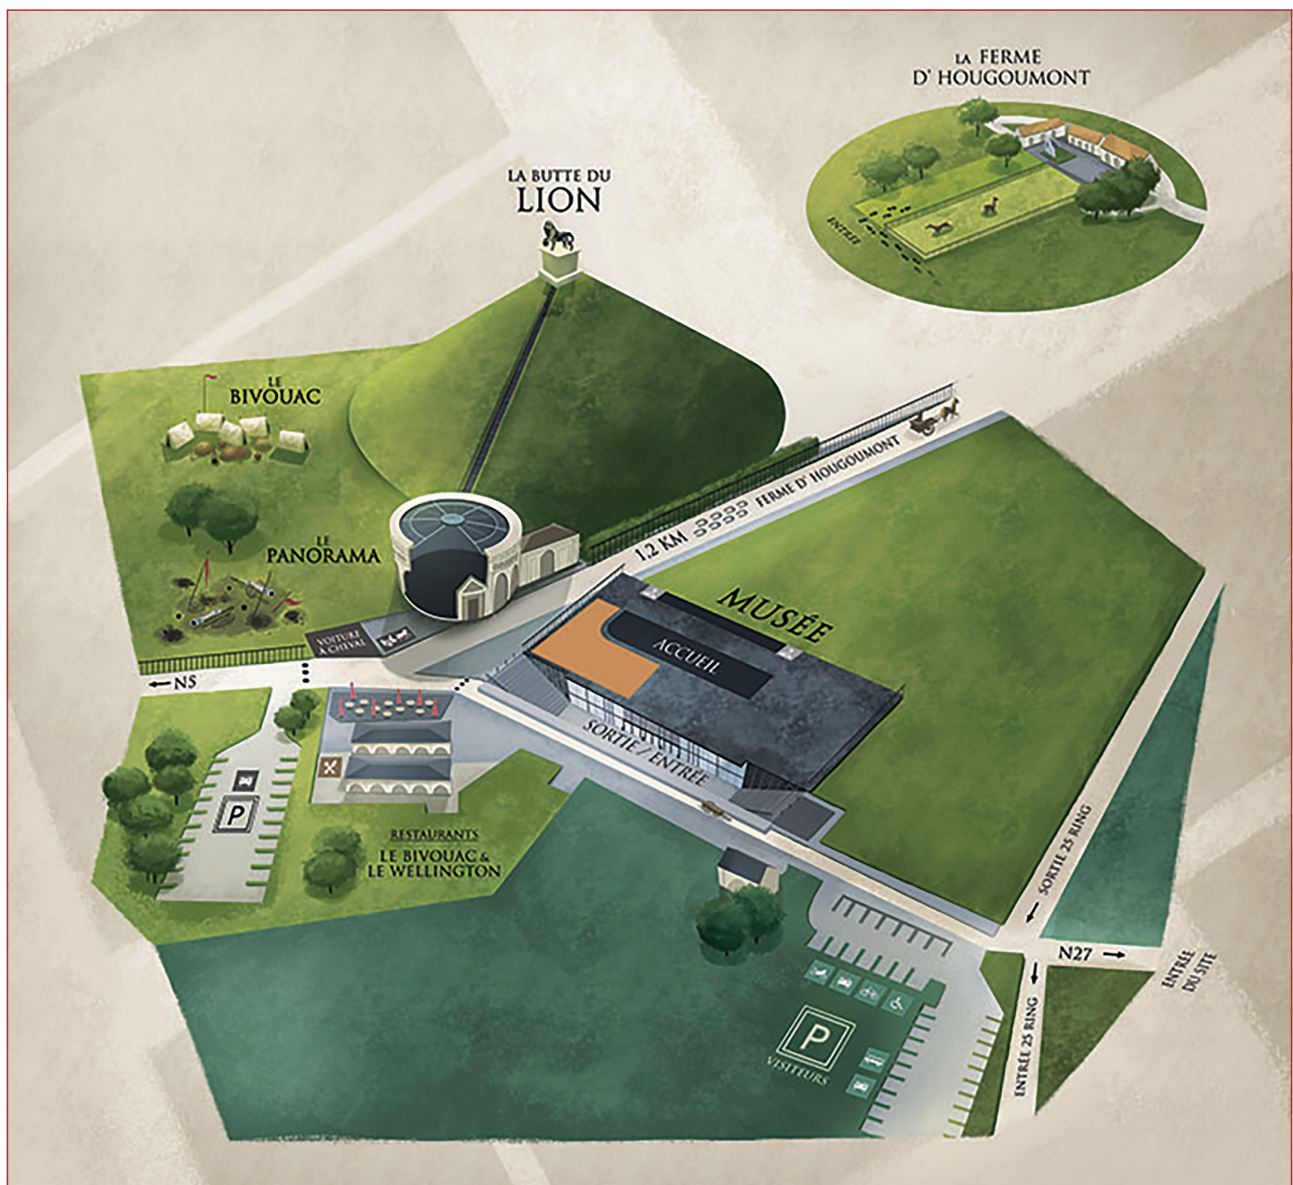 LA FERME
D' HOUGOUMONT
LA BUTTE DU
LION
ENTRÉE
LE
BIVOUAC
1,2 KM FERME D' HOUGOUMONT
LE
PANORAMA
MUSÉE
VOITURE
À CHEVAL
ACCUEIL
← N5
SORTIE / ENTRÉE
P
RESTAURANTS
LE BIVOUAC &
LE WELLINGTON
SORTIE 25 RING
N27 →
ENTRÉE
DU SITE
ENTRÉE 25 RING
P
VISITEURS